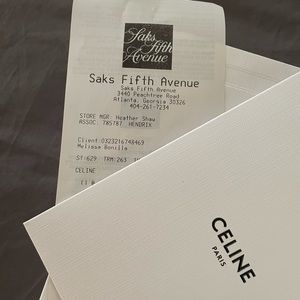 Saks
Fifth
Avenue
Saks Fifth Avenue
Saks Fifth Avenue
3440 Peachtree Road
Atlanta, Georgia 30326
404-261-7234
STORE MGR: Heather Shaw
ASSOC: 785787 HENDRIX
Client:0323216748469
Melissa Bonilla
ST:629 TRM:263
CELINE
CELINE
PARIS